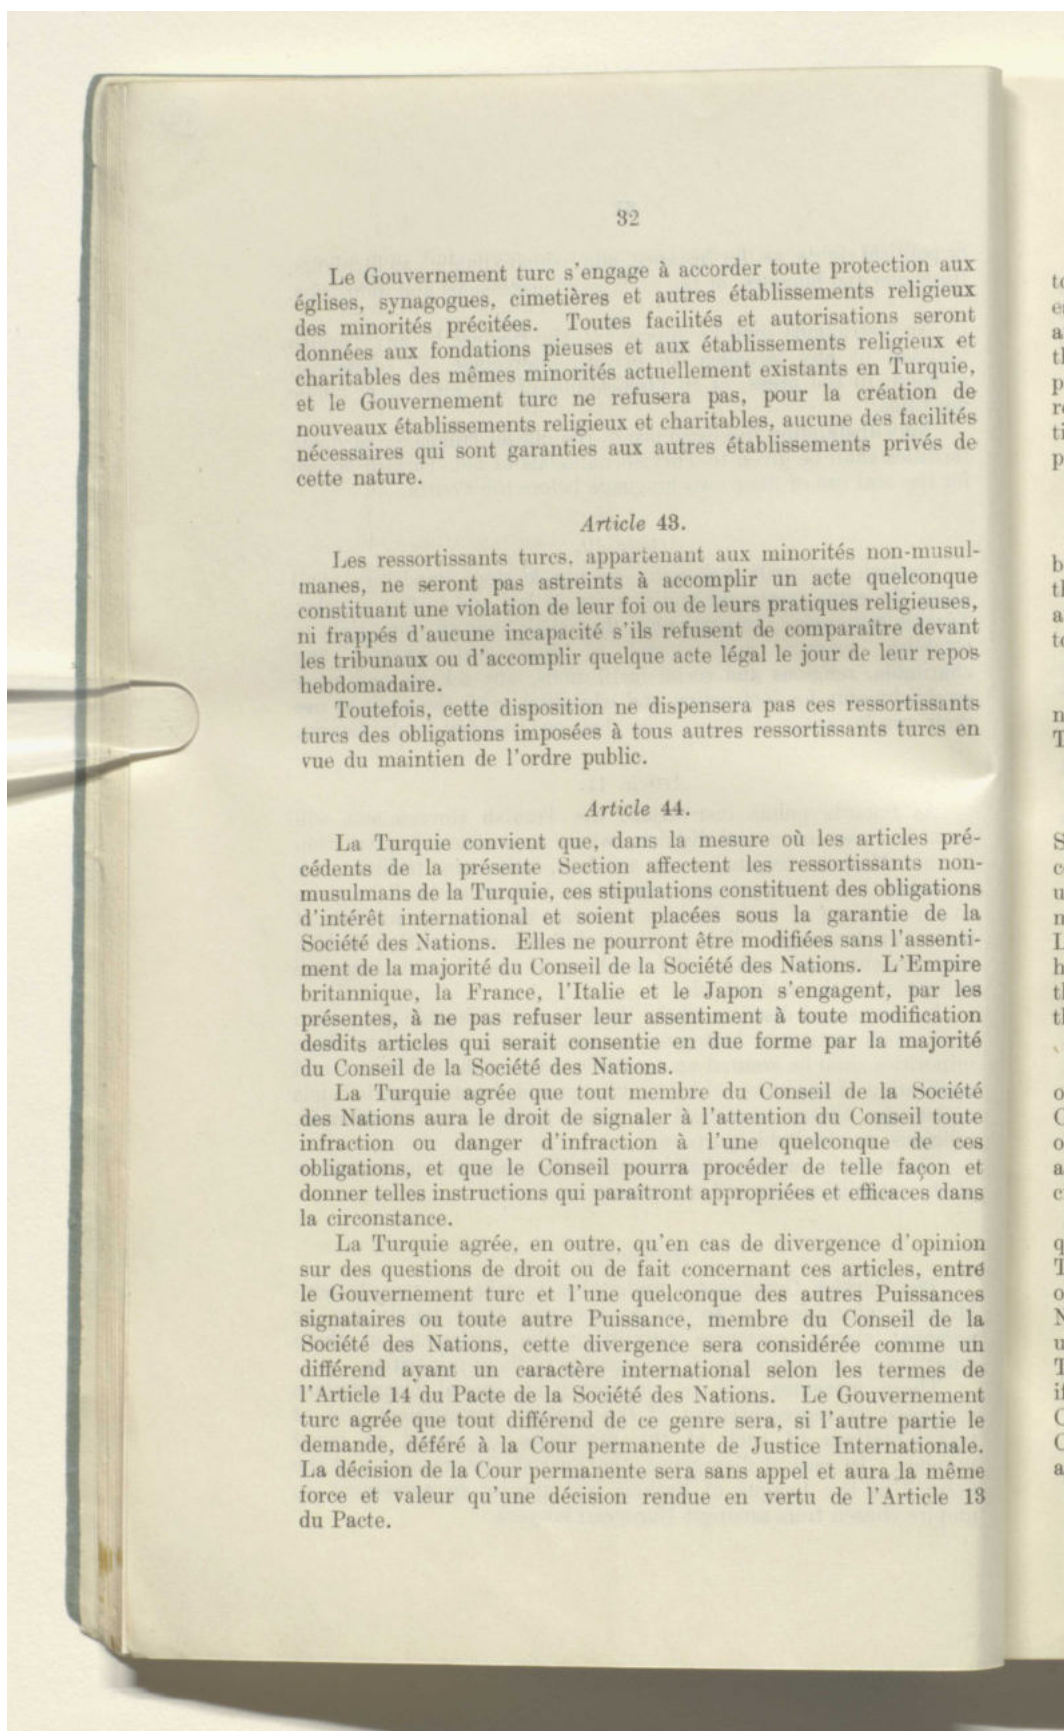 32
Le Gouvernement turc s'engage à accorder toute protection aux
églises, synagogues, cimetières et autres établissements religieux
des minorités précitées. Toutes facilités et autorisations seront
données aux fondations pieuses et aux établissements religieux et
charitables des mêmes minorités actuellement existants en Turquie,
et le Gouvernement turc ne refusera pas, pour la création de
nouveaux établissements religieux et charitables, aucune des facilités
nécessaires qui sont garanties aux autres établissements privés de
cette nature.
Article 43.
Les ressortissants turcs, appartenant aux minorités non-musul-
manes, ne seront pas astreints à accomplir un acte quelconque
constituant une violation de leur foi ou de leurs pratiques religieuses,
ni frappés d'aucune incapacité s'ils refusent de comparaître devant
les tribunaux ou d'accomplir quelque acte légal le jour de leur repos
hebdomadaire.
Toutefois, cette disposition ne dispensera pas ces ressortissants
turcs des obligations imposées à tous autres ressortissants turcs en
vue du maintien de l'ordre public.
Article 44.
La Turquie convient que, dans la mesure où les articles pré-
cédents de la présente Section affectent les ressortissants non-
musulmans de la Turquie, ces stipulations constituent des obligations
d'intérêt international et soient placées sous la garantie de la
Société des Nations. Elles ne pourront être modifiées sans l'assenti-
ment de la majorité du Conseil de la Société des Nations. L'Empire
britannique, la France, l'Italie et le Japon s'engagent, par les
présentes, à ne pas refuser leur assentiment à toute modification
desdits articles qui serait consentie en due forme par la majorité
du Conseil de la Société des Nations.
La Turquie agrée que tout membre du Conseil de la Société
des Nations aura le droit de signaler à l'attention du Conseil toute
infraction ou danger d'infraction à l'une quelconque de ces
obligations, et que le Conseil pourra procéder de telle façon et
donner telles instructions qui paraîtront appropriées et efficaces dans
la circonstance.
La Turquie agrée, en outre, qu'en cas de divergence d'opinion
sur des questions de droit ou de fait concernant ces articles, entre
le Gouvernement turc et l'une quelconque des autres Puissances
signataires ou toute autre Puissance, membre du Conseil de la
Société des Nations, cette divergence sera considérée comme un
différend ayant un caractère international selon les termes de
l'Article 14 du Pacte de la Société des Nations. Le Gouvernement
turc agrée que tout différend de ce genre sera, si l'autre partie le
demande, déféré à la Cour permanente de Justice Internationale.
La décision de la Cour permanente sera sans appel et aura la même
force et valeur qu'une décision rendue en vertu de l'Article 13
du Pacte.